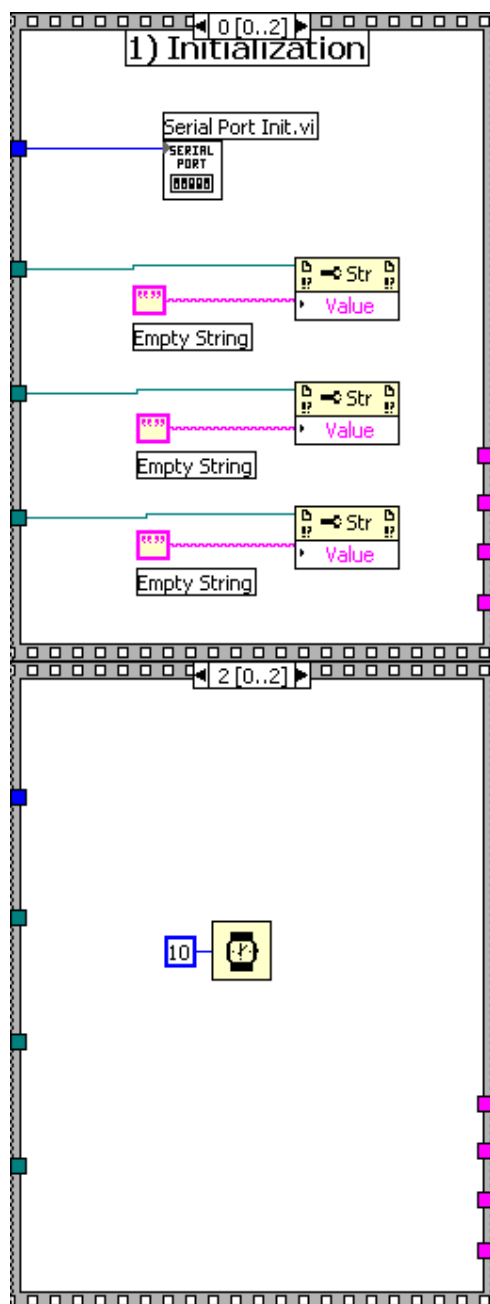 0 [0..2]
1) Initialization
Serial Port Init.vi
SERIAL
PORT
Str
Value
Empty String
Str
Value
Empty String
Str
Value
Empty String
2 [0..2]
10